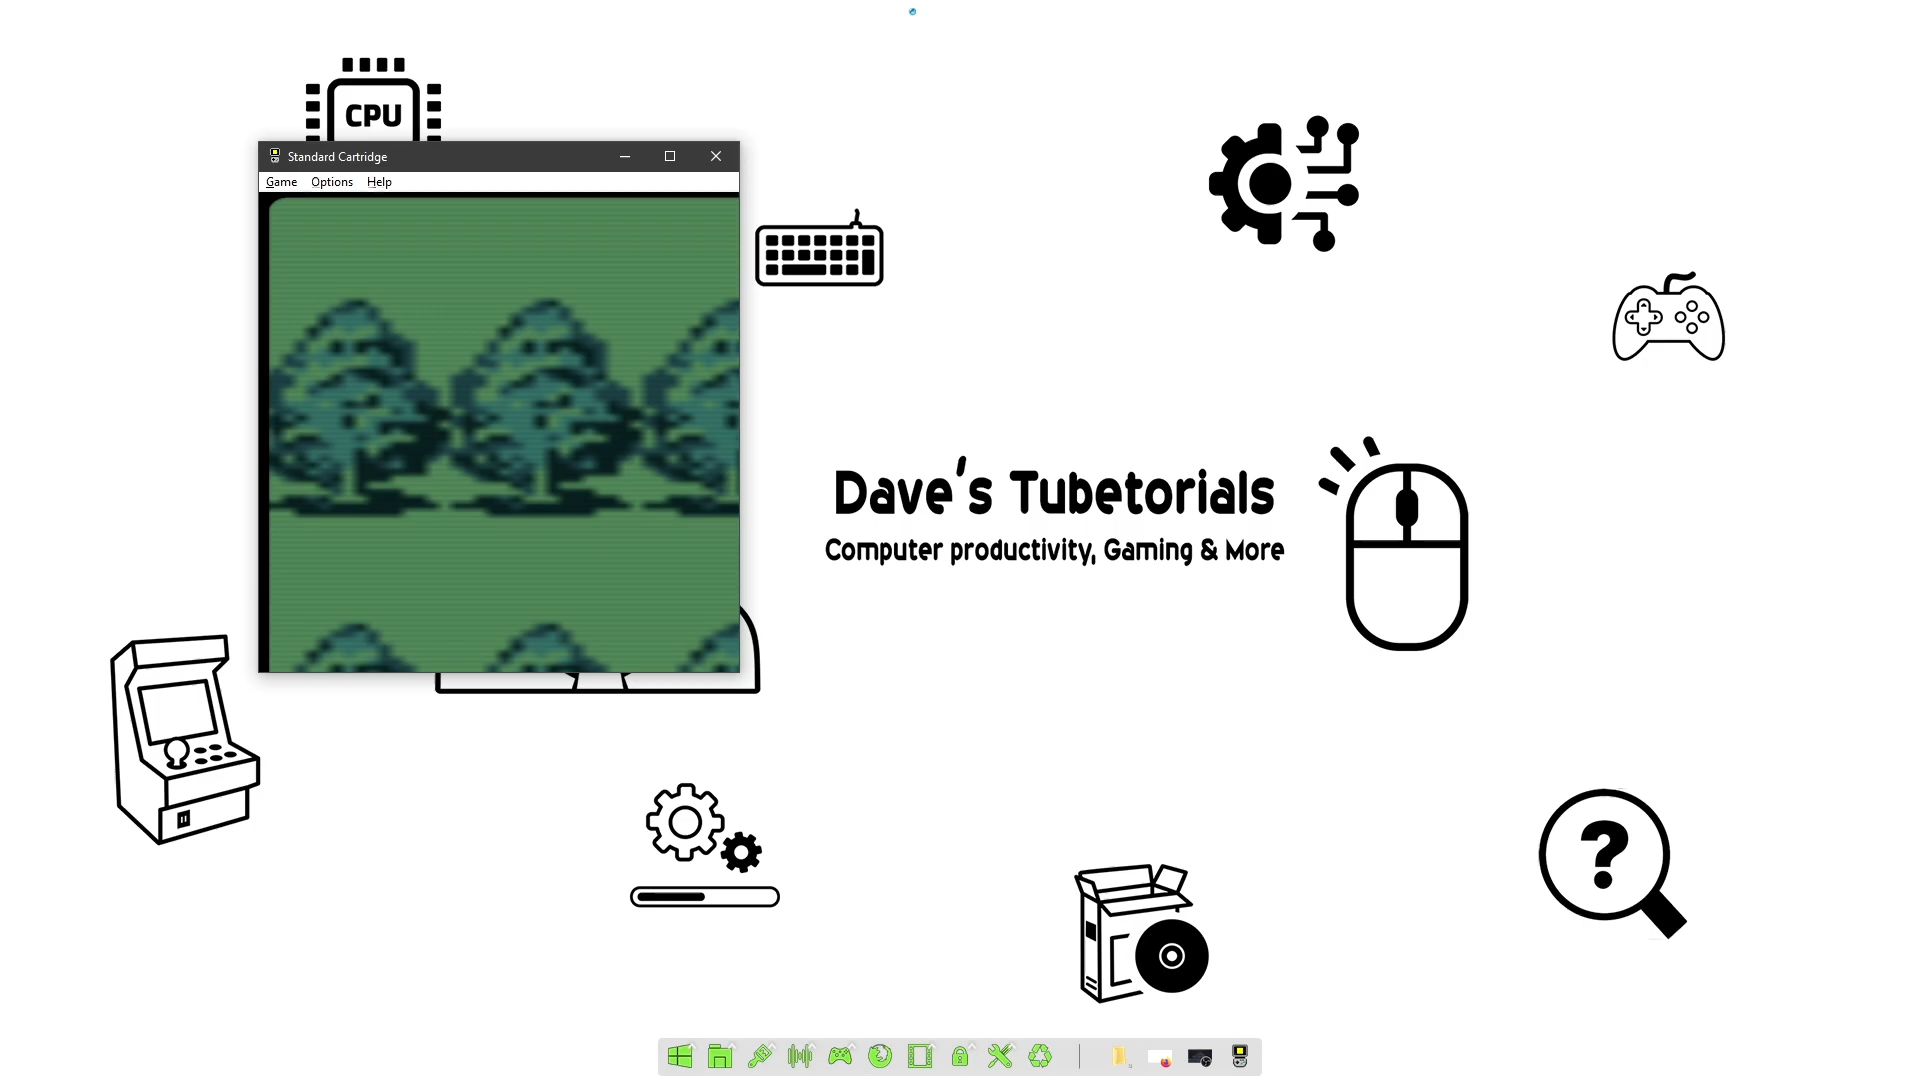 CPU
Standard Cartridge
Game Options Help
Dave's Tubetorials
Computer productivity, Gaming & More
?